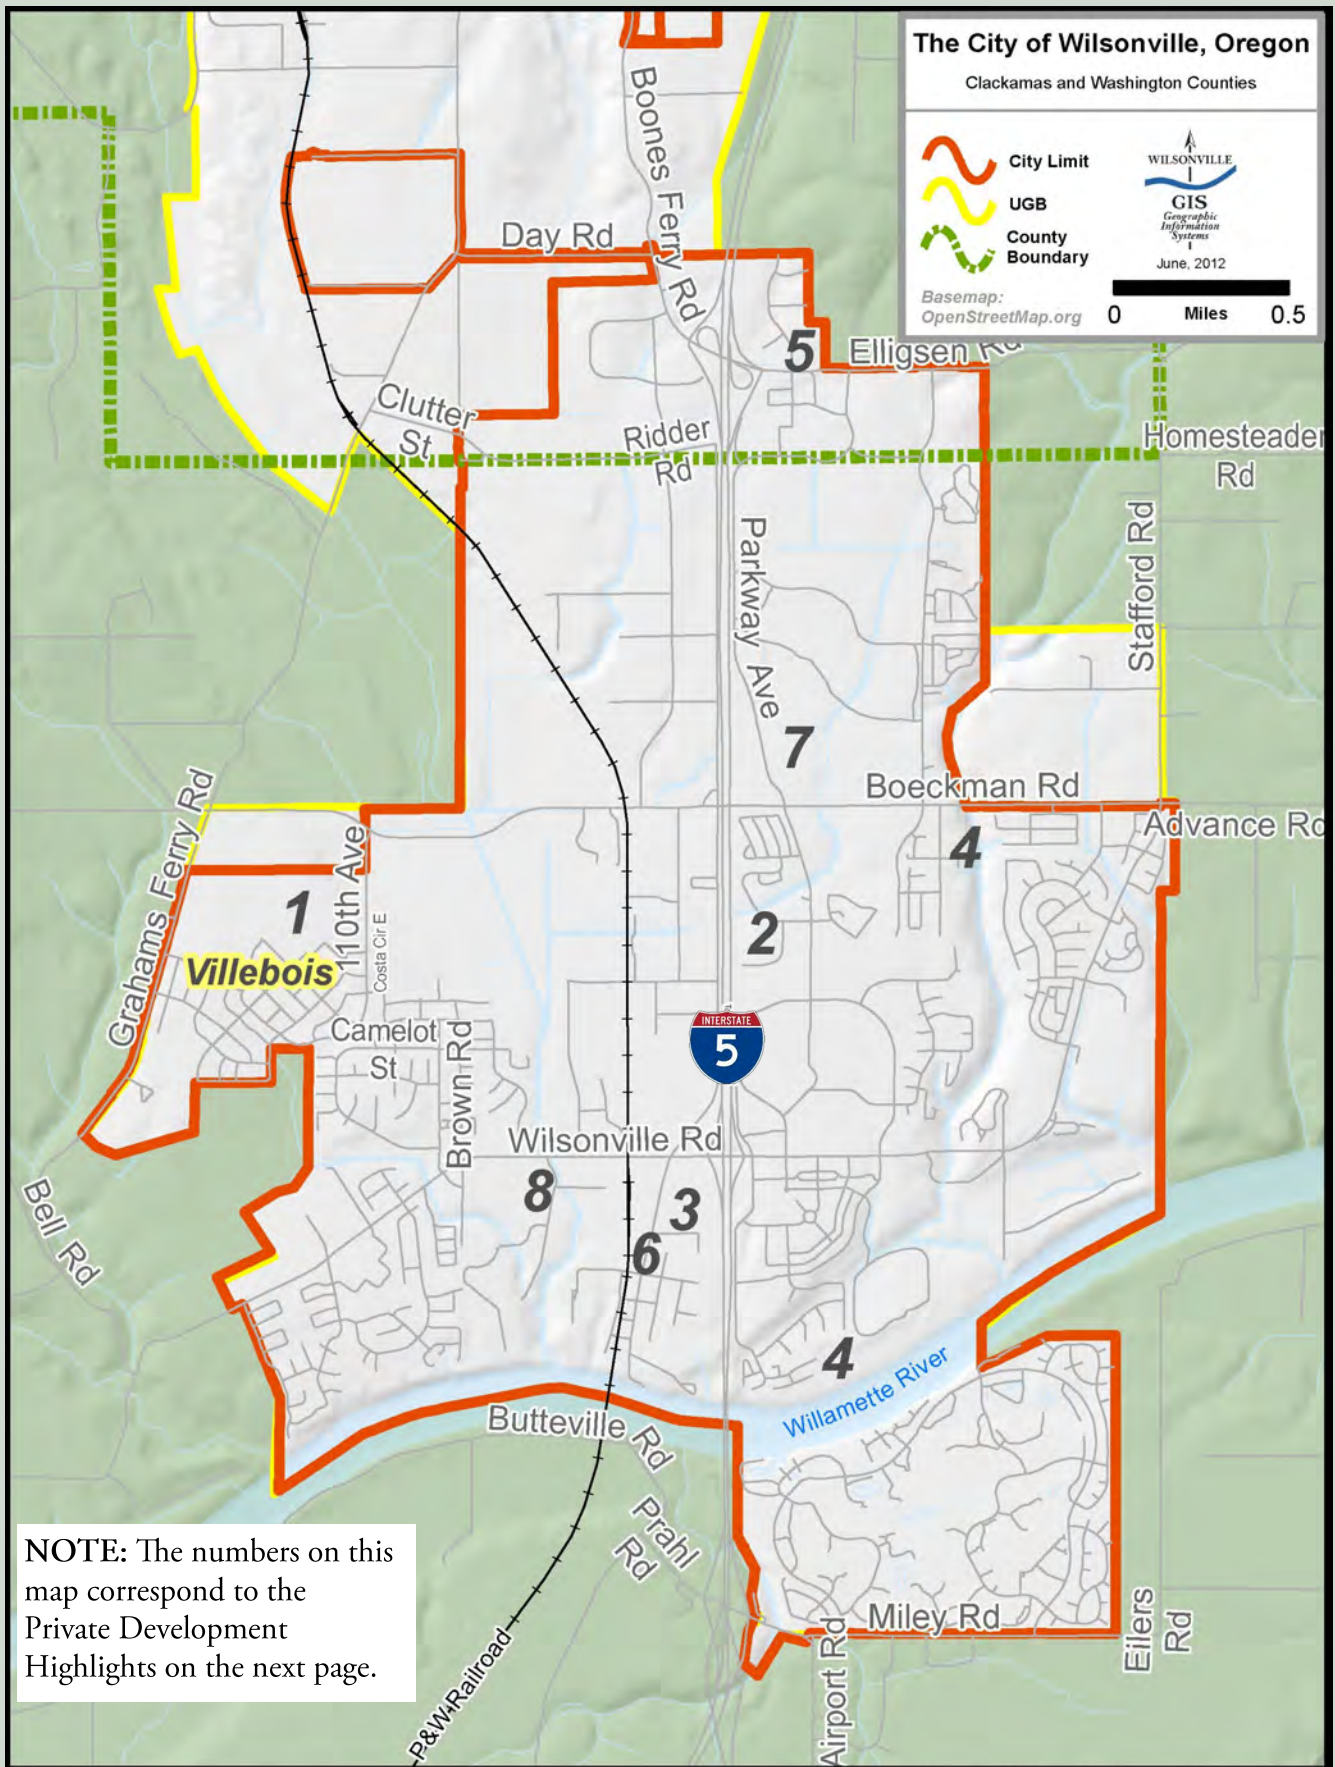 The City of Wilsonville, Oregon
Clackamas and Washington Counties
City Limit
UGB
County
Boundary
WILSONVILLE
GIS
Geographic
Information
Systems
June, 2012
Basemap:
OpenStreetMap.org
0 Miles 0.5
Boones Ferry Rd
Day Rd
5
Elligsen Rd
Clutter
St
Ridder
Rd
Homesteader
Rd
Stafford Rd
Parkway Ave
7
Boeckman Rd
Advance Rd
4
Grahams Ferry Rd
110th Ave
1
Costa Cir E
2
Villebois
Camelot
St
Brown Rd
INTERSTATE
5
Wilsonville Rd
8
3
6
Bell Rd
4
Willamette River
Butteville Rd
Prahl
Rd
NOTE: The numbers on this
map correspond to the
Private Development
Highlights on the next page.
P&W Railroad
Miley Rd
Airport Rd
Eilers
Rd